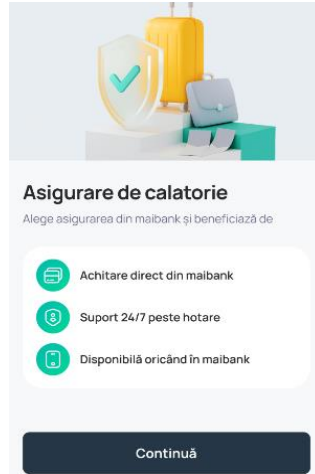 Asigurare de calatorie
Alege asigurarea din maibank și beneficiază de
Achitare direct din maibank
Suport 24/7 peste hotare
Disponibilă oricând în maibank
Continuă